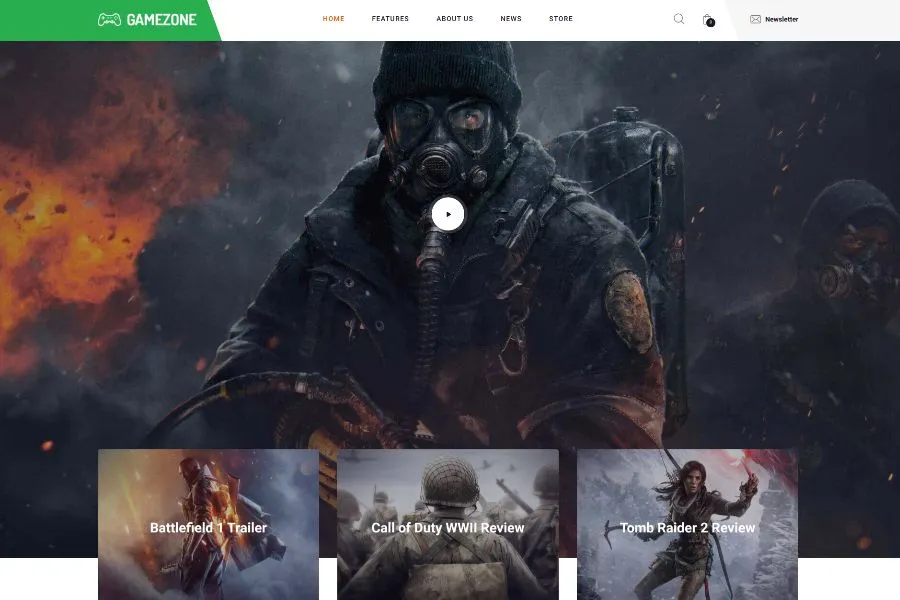 GAMEZONE
HOME FEATURES ABOUT US NEWS STORE
Newsletter
Battlefield 1 Trailer
Call of Duty WWII Review
Tomb Raider 2 Review